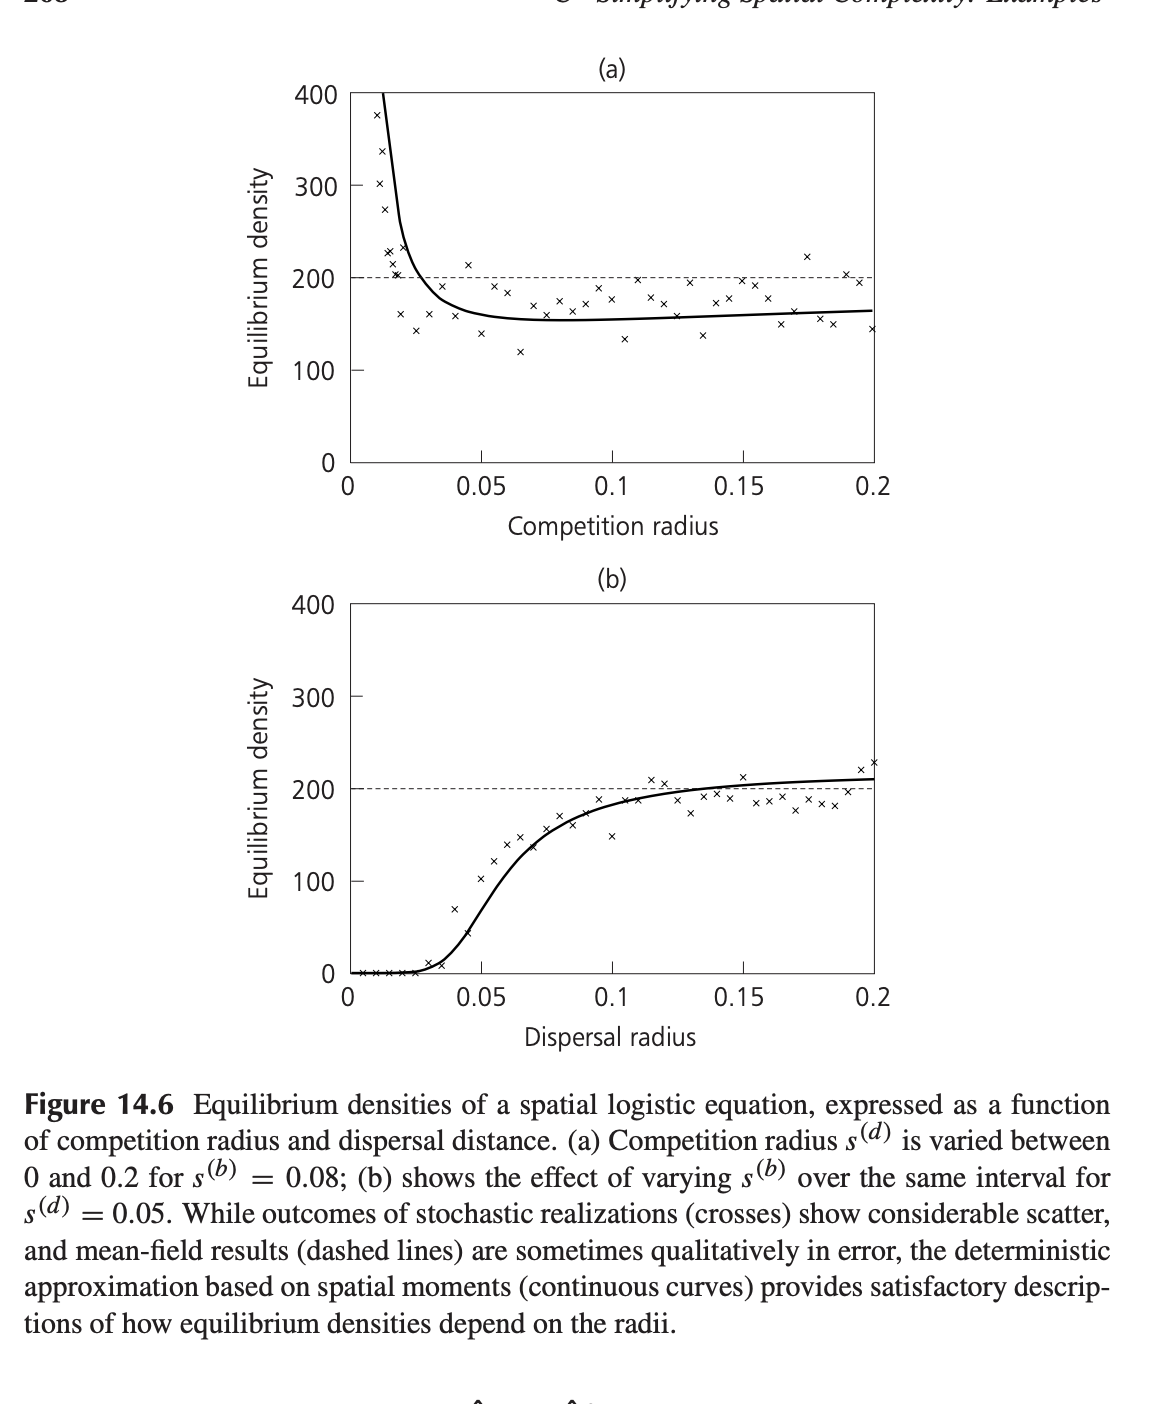 (a)
400
300
200
100
0
Equilibrium density
0 0.05 0.1 0.15 0.2
Competition radius
(b)
400
300
200
100
0
Equilibrium density
0 0.05 0.1 0.15 0.2
Dispersal radius
Figure 14.6 Equilibrium densities of a spatial logistic equation, expressed as a function
of competition radius and dispersal distance. (a) Competition radius s^(d) is varied between
0 and 0.2 for s^(b) = 0.08; (b) shows the effect of varying s^(b) over the same interval for
s^(d) = 0.05. While outcomes of stochastic realizations (crosses) show considerable scatter,
and mean-field results (dashed lines) are sometimes qualitatively in error, the deterministic
approximation based on spatial moments (continuous curves) provides satisfactory descrip-
tions of how equilibrium densities depend on the radii.